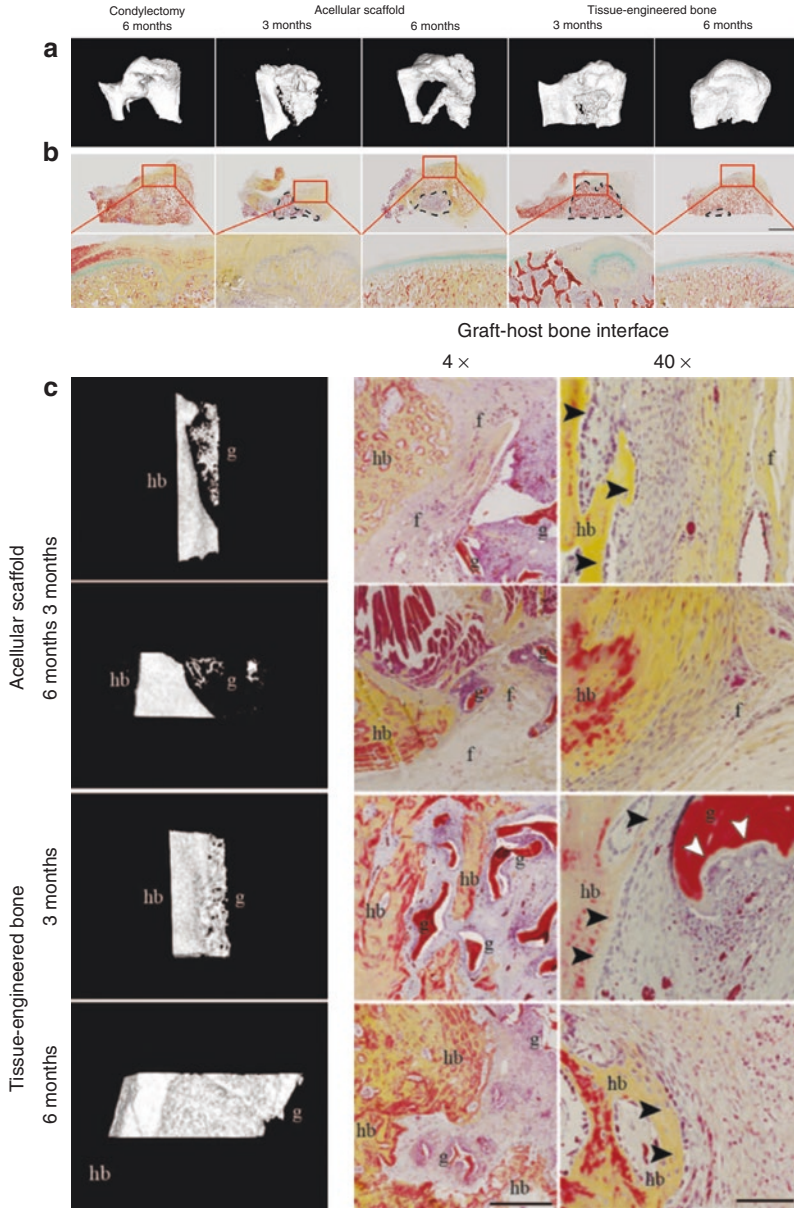 Condylectomy
6 months
Acellular scaffold
3 months
6 months
Tissue-engineered bone
3 months
6 months
a
b
Graft-host bone interface
4 ×
40 ×
c
Acellular scaffold
3 months
hb
g
hb
f
f
g
g
hb
f
6 months
hb
g
hb
g
g
f
f
hb
f
Tissue-engineered bone
3 months
hb
g
hb
hb
g
g
g
hb
g
6 months
hb
g
hb
g
hb
g
hb
hb
hb